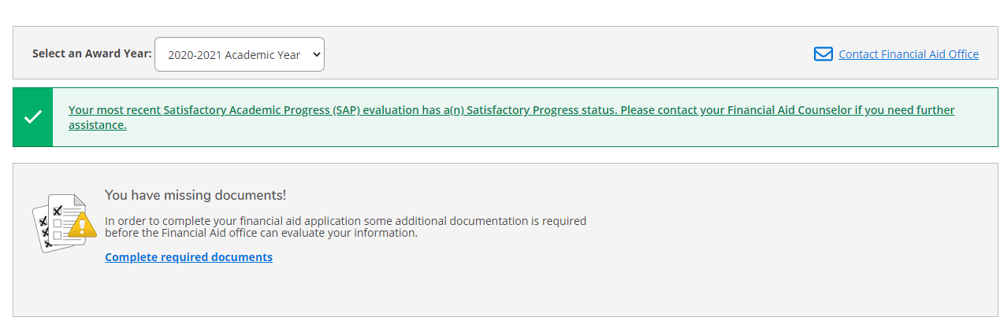 Select an Award Year: 2020-2021 Academic Year Contact Financial Aid Office
Your most recent Satisfactory Academic Progress (SAP) evaluation has a(n) Satisfactory Progress status. Please contact your Financial Aid Counselor if you need further
assistance.
You have missing documents!
In order to complete your financial aid application some additional documentation is required
before the Financial Aid office can evaluate your information.
Complete required documents